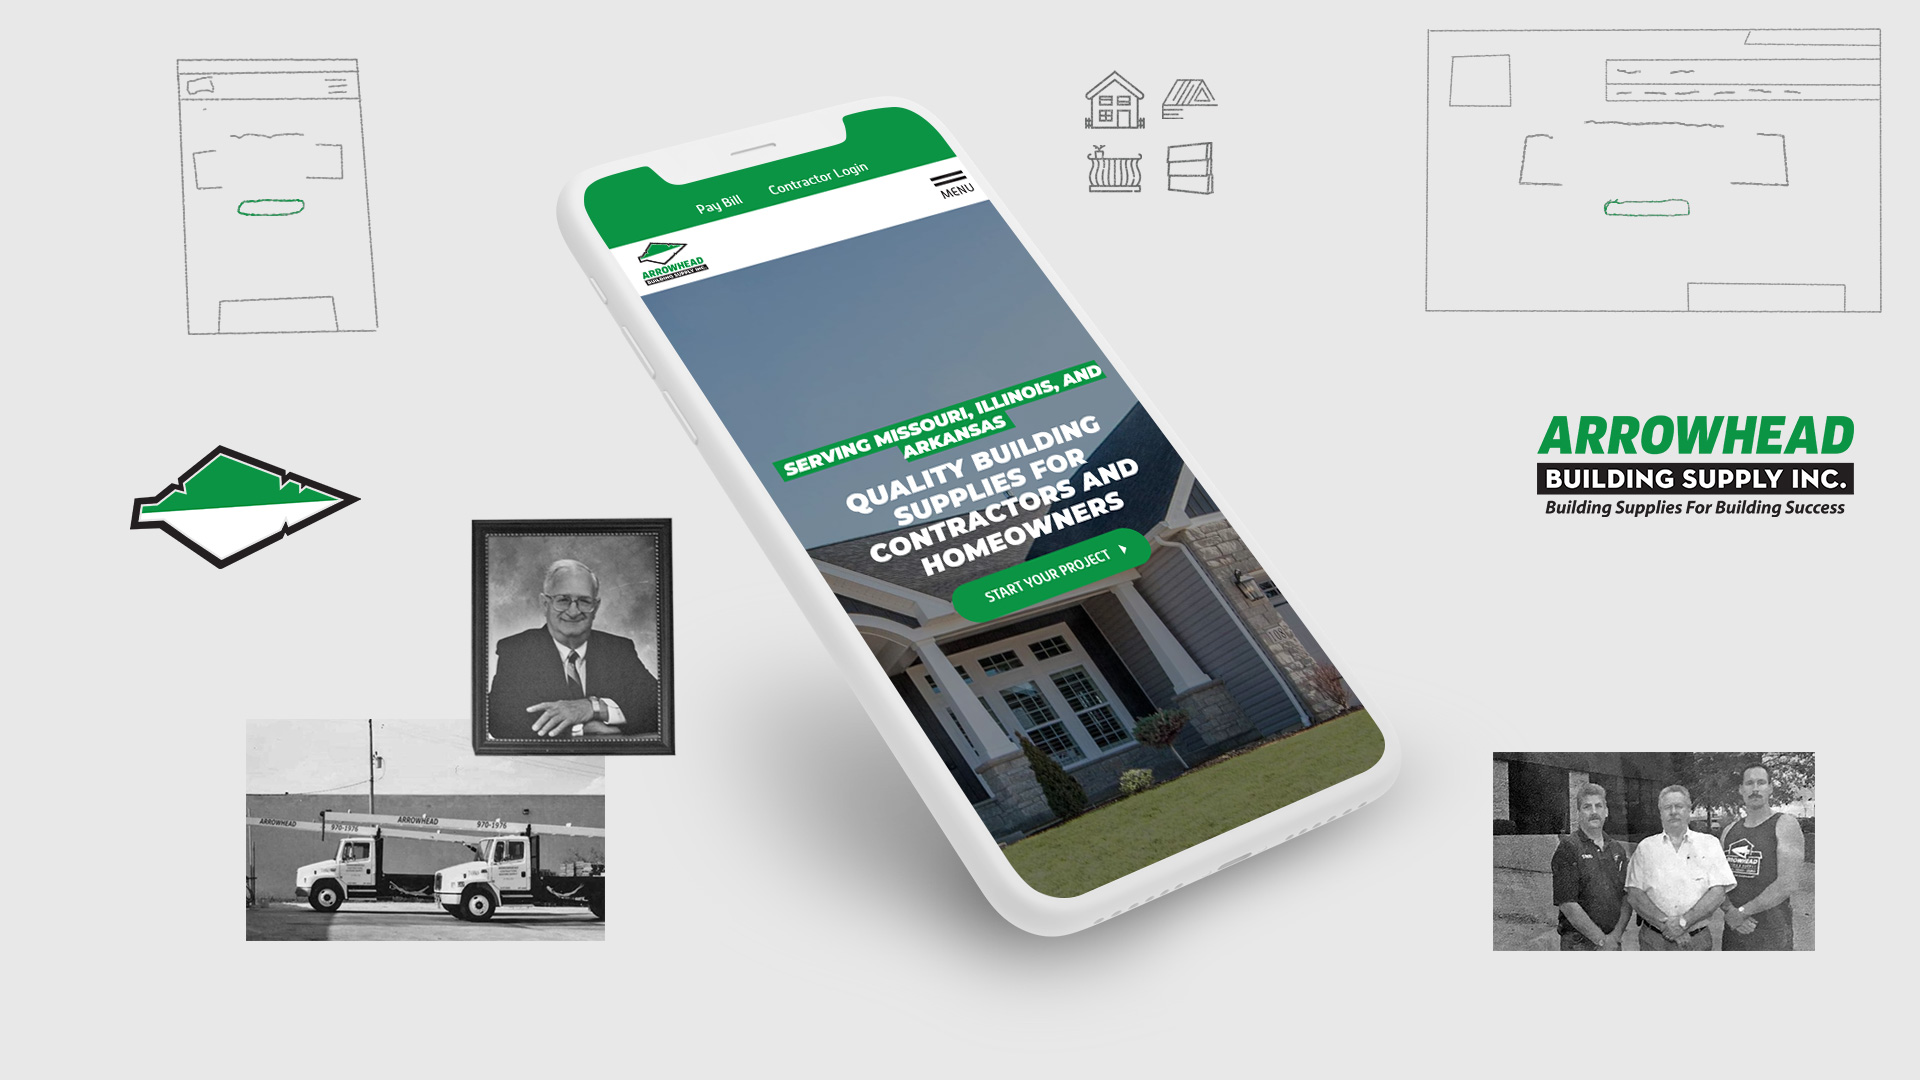 Pay Bill
Contractor Login
MENU
ARROWHEAD
BUILDING SUPPLY INC.
SERVING MISSOURI, ILLINOIS, AND
ARKANSAS
QUALITY BUILDING
SUPPLIES FOR
CONTRACTORS AND
HOMEOWNERS
START YOUR PROJECT
108
ARROWHEAD
BUILDING SUPPLY INC.
Building Supplies For Building Success
ARROWHEAD
970-1976
ARROWHEAD
970-1976
ARROWHEAD